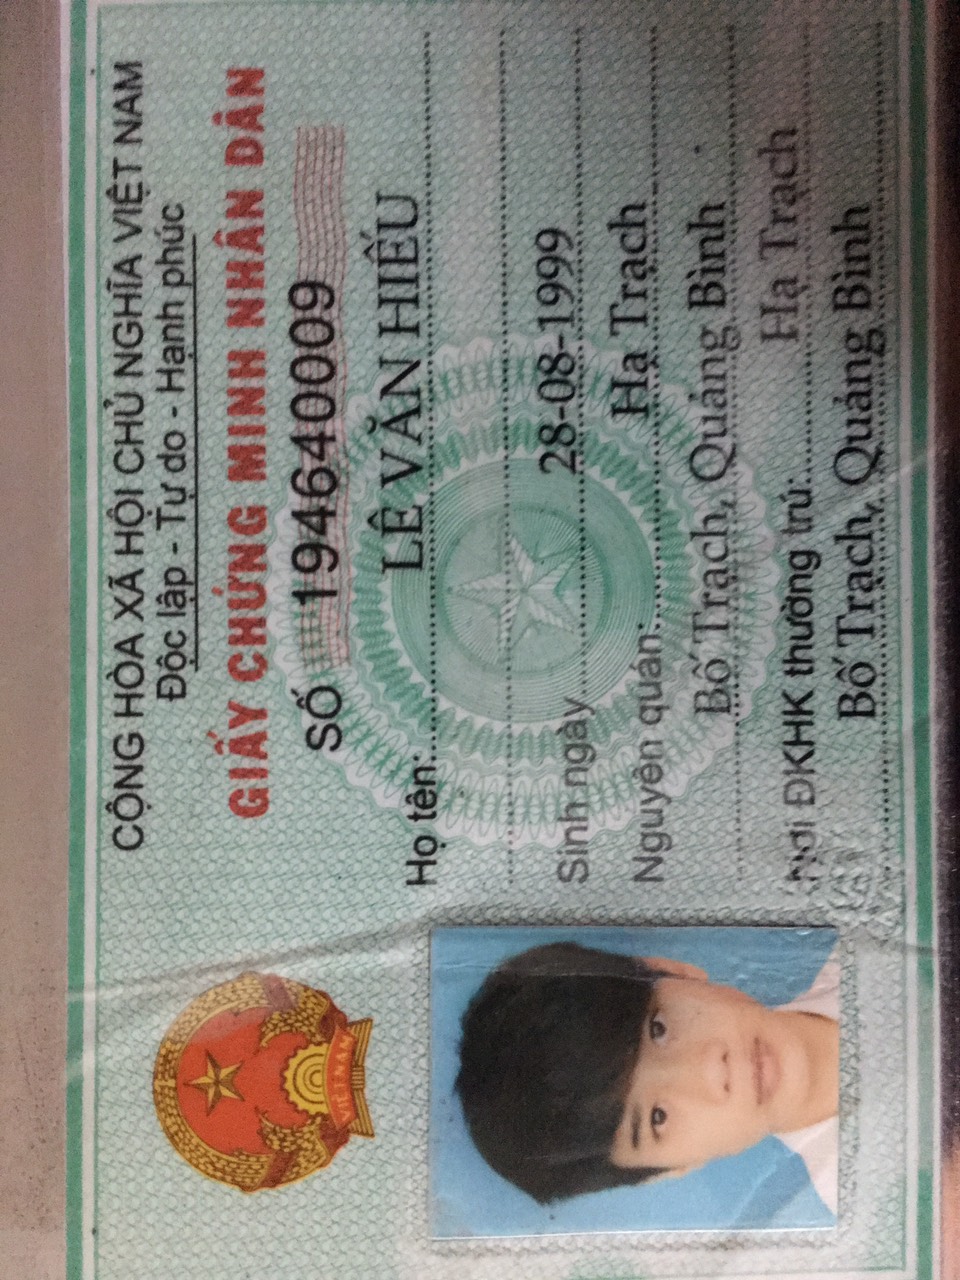 CỘNG HÒA XÃ HỘI CHỦ NGHĨA VIỆT NAM
Độc lập - Tự do - Hạnh phúc
GIẤY CHỨNG MINH NHÂN DÂN
SỐ 194640009
Họ tên: LÊ VĂN HIẾU
Sinh ngày 28-08-1999
Nguyên quán: Hạ Trạch
Bố Trạch, Quảng Bình
Nơi ĐKHK thường trú: Hạ Trạch
Bố Trạch, Quảng Bình
VIỆT NAM